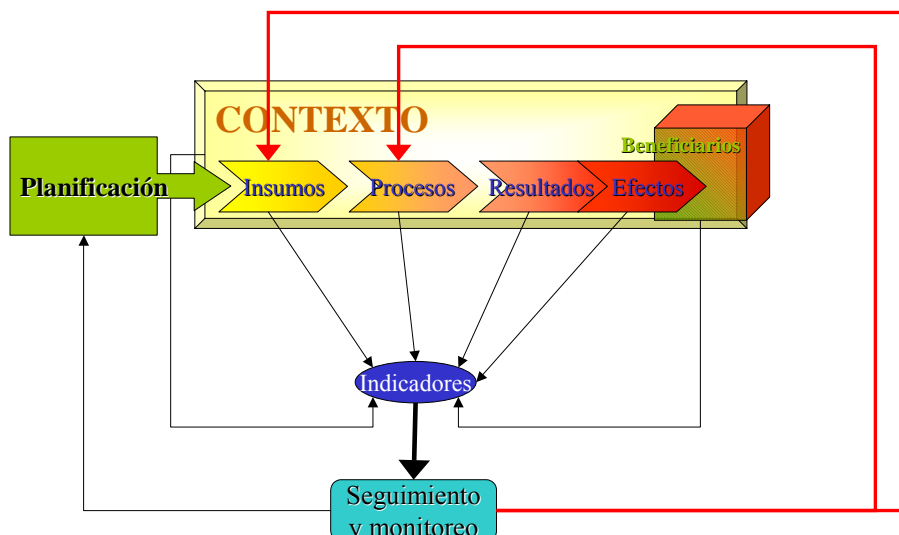 CONTEXTO
Beneficiarios
Planificación
Insumos
Procesos
Resultados
Efectos
Indicadores
Seguimiento
y monitoreo